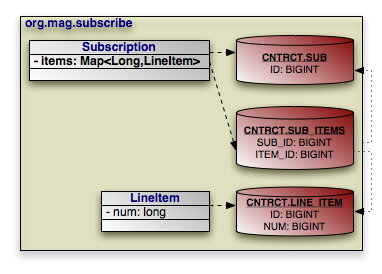 org.mag.subscribe
Subscription
- items: Map<Long,LineItem>
CNTRCT.SUB
ID: BIGINT
CNTRCT.SUB_ITEMS
SUB_ID: BIGINT
ITEM_ID: BIGINT
LineItem
- num: long
CNTRCT.LINE_ITEM
ID: BIGINT
NUM: BIGINT